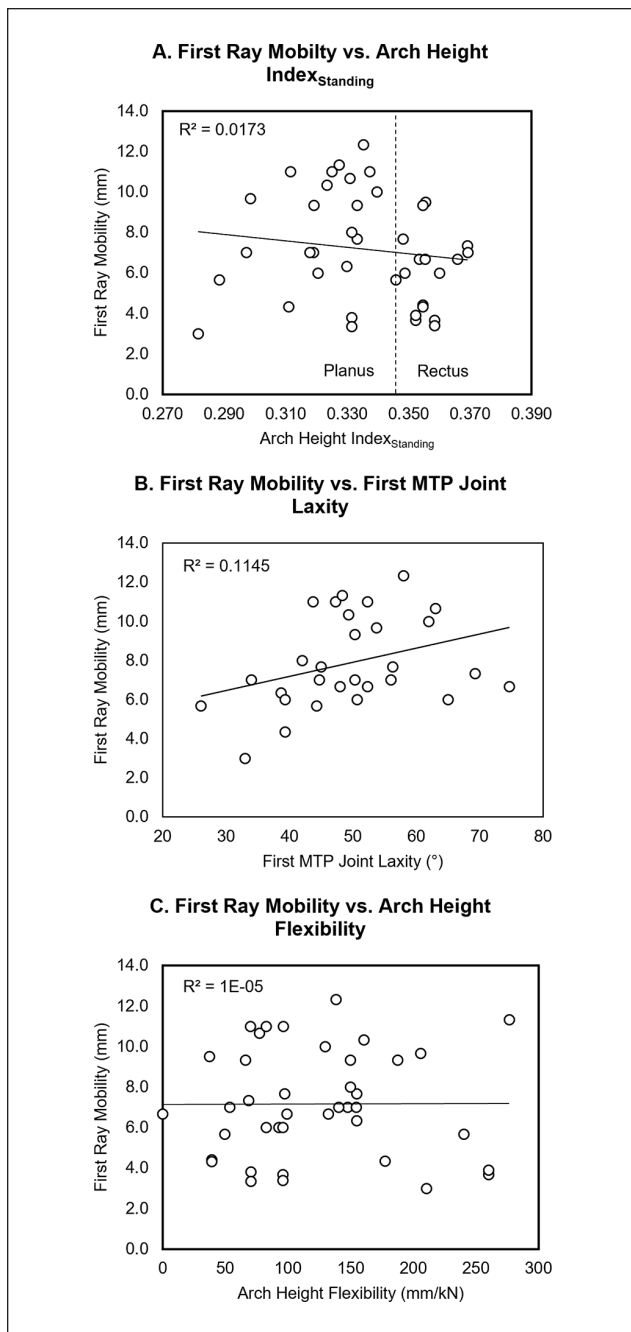 A. First Ray Mobilty vs. Arch Height
Index_Standing
14.0
12.0
10.0
8.0
6.0
4.0
2.0
0.0
First Ray Mobility (mm)
R² = 0.0173
Planus
Rectus
0.270 0.290 0.310 0.330 0.350 0.370 0.390
Arch Height Index_Standing
B. First Ray Mobility vs. First MTP Joint
Laxity
14.0
12.0
10.0
8.0
6.0
4.0
2.0
0.0
First Ray Mobility (mm)
R² = 0.1145
20 30 40 50 60 70 80
First MTP Joint Laxity (°)
C. First Ray Mobility vs. Arch Height
Flexibility
14.0
12.0
10.0
8.0
6.0
4.0
2.0
0.0
First Ray Mobility (mm)
R² = 1E-05
0 50 100 150 200 250 300
Arch Height Flexibility (mm/kN)